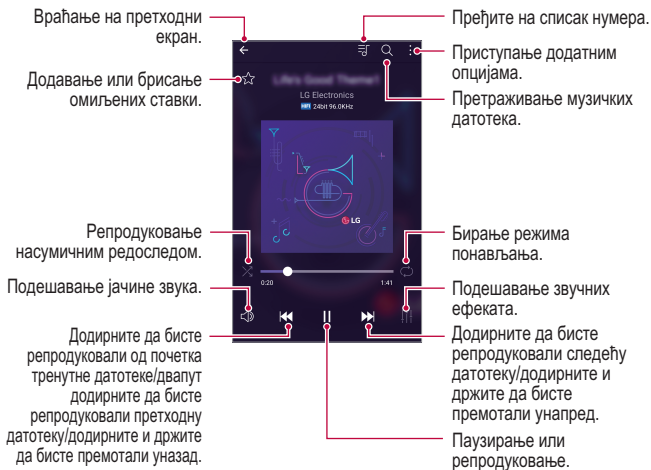 Враћање на претходни
екран.
Додавање или брисање
омиљених ставки.
Репродуковање
насумичним редоследом.
Подешавање јачине звука.
Додирните да бисте
репродуковали од почетка
тренутне датотеке/двапут
додирните да бисте
репродуковали претходну
датотеку/додирните и држите
да бисте премотали уназад.
Life's Good Theme?
LG Electronics
HIFI 24bit 96.0KHz
LG
0:20
1:41
Пређите на списак нумера.
Приступање додатним
опцијама.
Претраживање музичких
датотека.
Бирање режима
понављања.
Подешавање звучних
ефеката.
Додирните да бисте
репродуковали следећу
датотеку/додирните и
држите да бисте
премотали унапред.
Паузирање или
репродуковање.